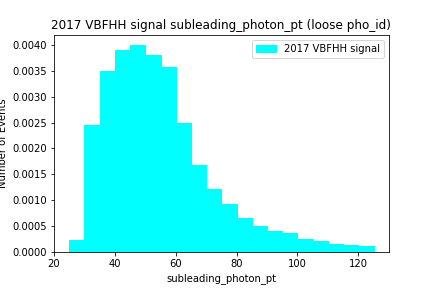 2017 VBFHH signal subleading_photon_pt (loose pho_id)
2017 VBFHH signal
Number of Events
0.0040
0.0035
0.0030
0.0025
0.0020
0.0015
0.0010
0.0005
0.0000
20 40 60 80 100 120
subleading_photon_pt